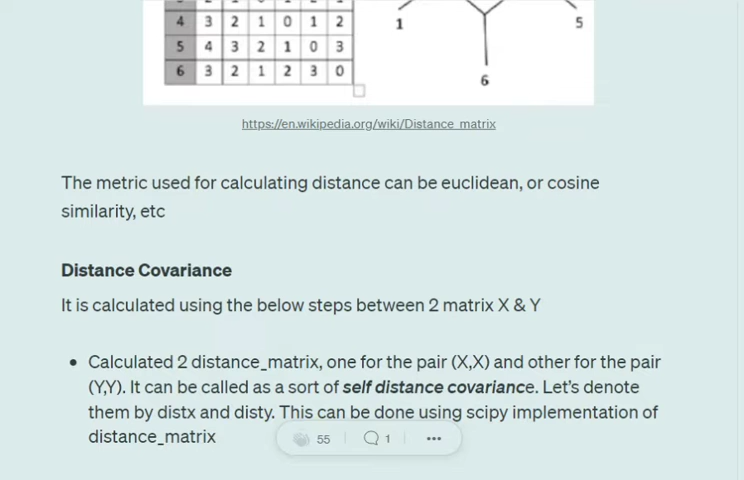 4 3 2 1 0 1 2
5 4 3 2 1 0 3
6 3 2 1 2 3 0
1
5
6
https://en.wikipedia.org/wiki/Distance_matrix
The metric used for calculating distance can be euclidean, or cosine
similarity, etc
Distance Covariance
It is calculated using the below steps between 2 matrix X & Y
• Calculated 2 distance_matrix, one for the pair (X,X) and other for the pair
(Y,Y). It can be called as a sort of self distance covariance. Let's denote
them by distx and disty. This can be done using scipy implementation of
distance_matrix
55
1